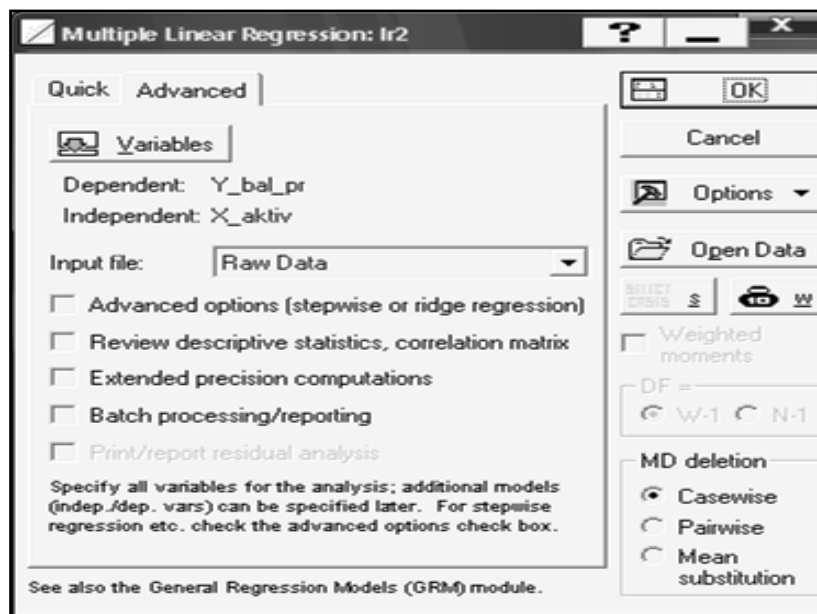 Multiple Linear Regression: lr2
?
X
Quick Advanced
Variables
Dependent: Y_bal_pr
Independent: X_aktiv
Input file: Raw Data
Advanced options (stepwise or ridge regression)
Review descriptive statistics, correlation matrix
Extended precision computations
Batch processing/reporting
Print/report residual analysis
Specify all variables for the analysis; additional models
(indep./dep. vars) can be specified later. For stepwise
regression etc. check the advanced options check box.
See also the General Regression Models (GRM) module.
OK
Cancel
Options
Open Data
SELECT
CASES S
W
Weighted
moments
DF =
W-1 N-1
MD deletion
Casewise
Pairwise
Mean
substitution